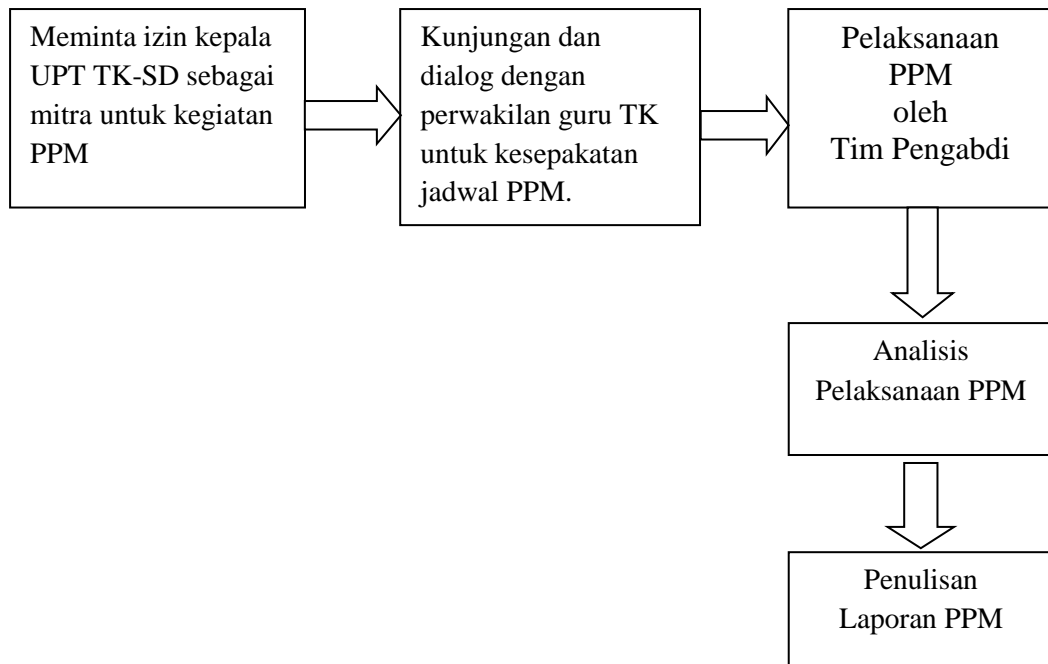 Meminta izin kepala
UPT TK-SD sebagai
mitra untuk kegiatan
PPM
Kunjungan dan
dialog dengan
perwakilan guru TK
untuk kesepakatan
jadwal PPM.
Pelaksanaan
PPM
oleh
Tim Pengabdi
Analisis
Pelaksanaan PPM
Penulisan
Laporan PPM